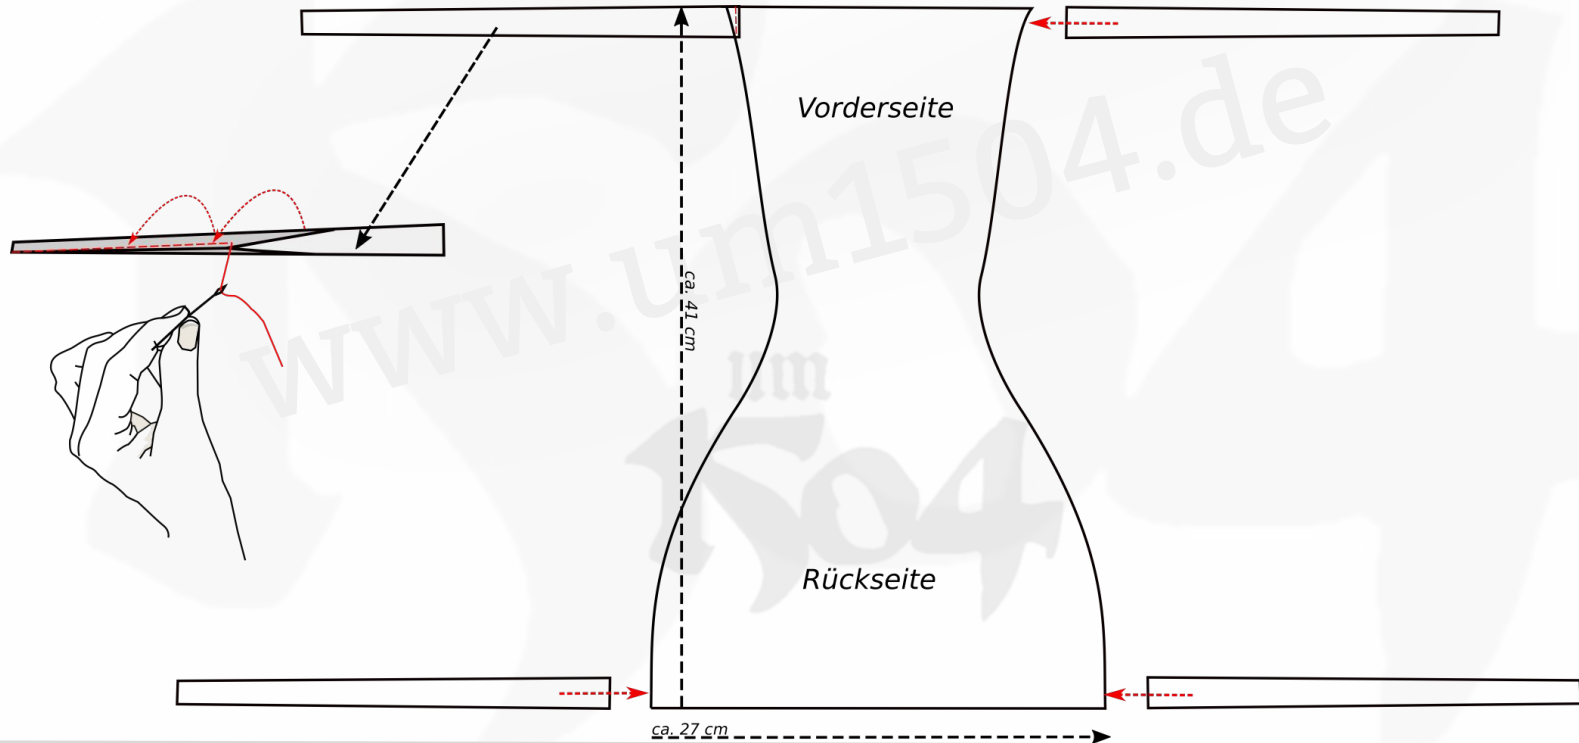 Vorderseite
www.um1504.de
ca. 41 cm
um
1504
Rückseite
ca. 27 cm